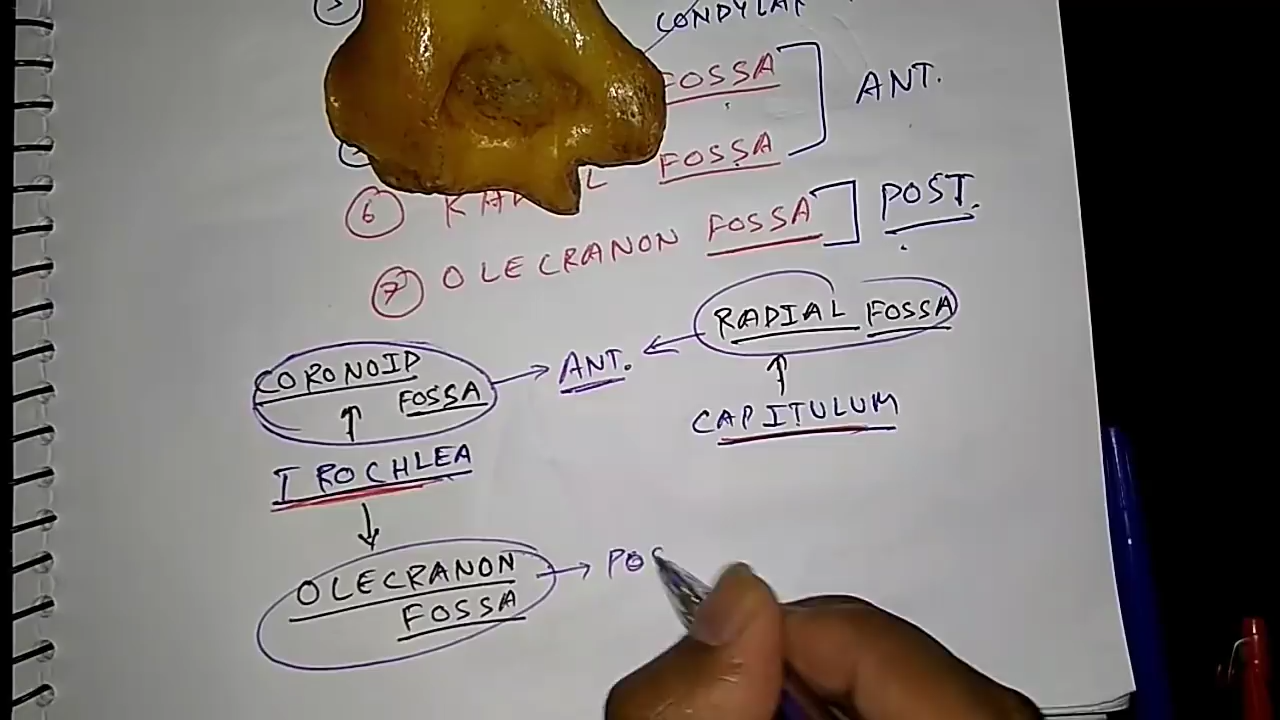 CONDYLAR
FOSSA
ANT.
6 FOSSA
7 OLECRANON FOSSA
POST.
RADIAL FOSSA
CORONOID
FOSSA
ANT.
CAPITULUM
TROCHLEA
OLECRANON
FOSSA
POS